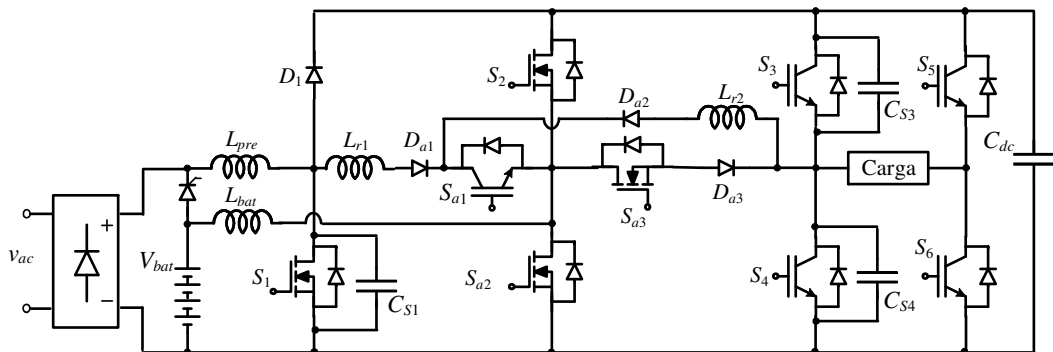 S2
S3
S5
D1
Da2
Lr2
CS3
Cdc
Lpre
Lr1
Da1
Carga
Lbat
Sa1
Sa3
Da3
+
vac
Vbat
S1
Sa2
S4
S6
−
CS1
CS4